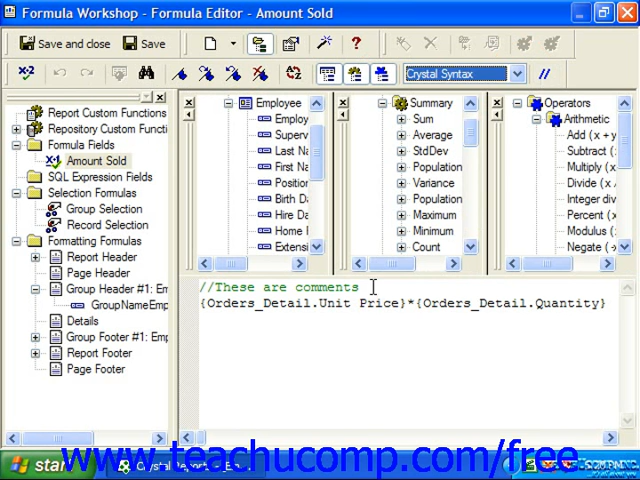 Formula Workshop - Formula Editor - Amount Sold
Save and close Save
Crystal Syntax //
Report Custom Functions
Repository Custom Functi
Formula Fields
Amount Sold
SQL Expression Fields
Selection Formulas
Group Selection
Record Selection
Formatting Formulas
Report Header
Page Header
Group Header #1: Em
GroupNameEmp
Details
Group Footer #1: Em
Report Footer
Page Footer
Employee
Employ
Superv
Last Na
First Na
Position
Birth D
Hire Da
Home
Extensi
Summary
Sum
Average
StdDev
Population
Variance
Population
Maximum
Minimum
Count
Operators
Arithmetic
Add (x + y
Subtract (
Multiply (x
Divide (x
Integer div
Percent (x
Modulus (
Negate (-
//These are comments
{Orders_Detail.Unit Price}*{Orders_Detail.Quantity}
start
www.teachucomp.com/free